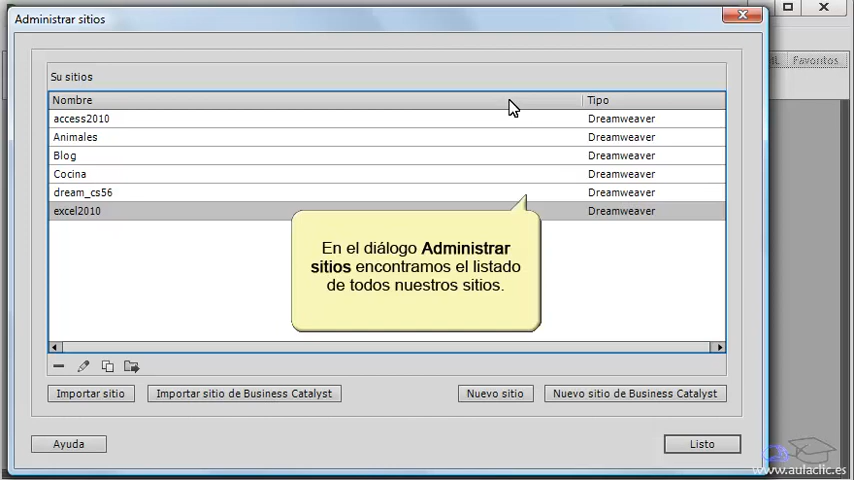 Administrar sitios
Favoritos
Su sitios
Nombre Tipo
access2010 Dreamweaver
Animales Dreamweaver
Blog Dreamweaver
Cocina Dreamweaver
dream_cs56 Dreamweaver
excel2010 Dreamweaver
En el diálogo Administrar
sitios encontramos el listado
de todos nuestros sitios.
Importar sitio Importar sitio de Business Catalyst Nuevo sitio Nuevo sitio de Business Catalyst
Ayuda Listo
www.aulaclic.es